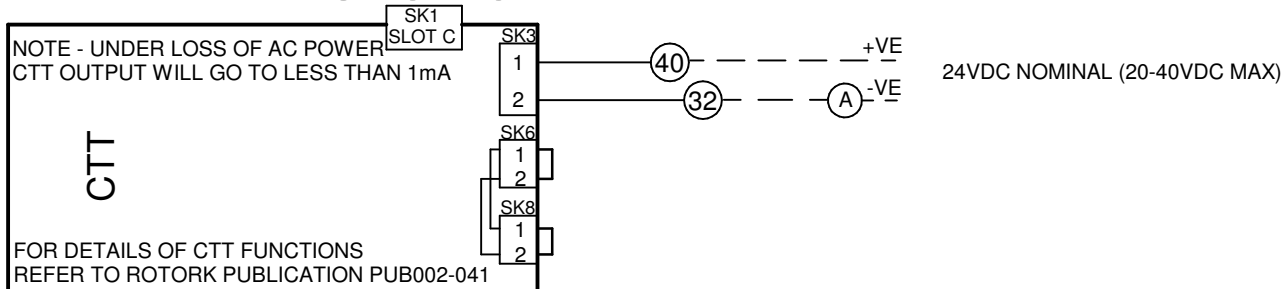 SK1
SLOT C
NOTE - UNDER LOSS OF AC POWER
CTT OUTPUT WILL GO TO LESS THAN 1mA
SK3
1
2
40
+VE
32
A
-VE
24VDC NOMINAL (20-40VDC MAX)
CTT
SK6
1
2
SK8
1
2
FOR DETAILS OF CTT FUNCTIONS
REFER TO ROTORK PUBLICATION PUB002-041